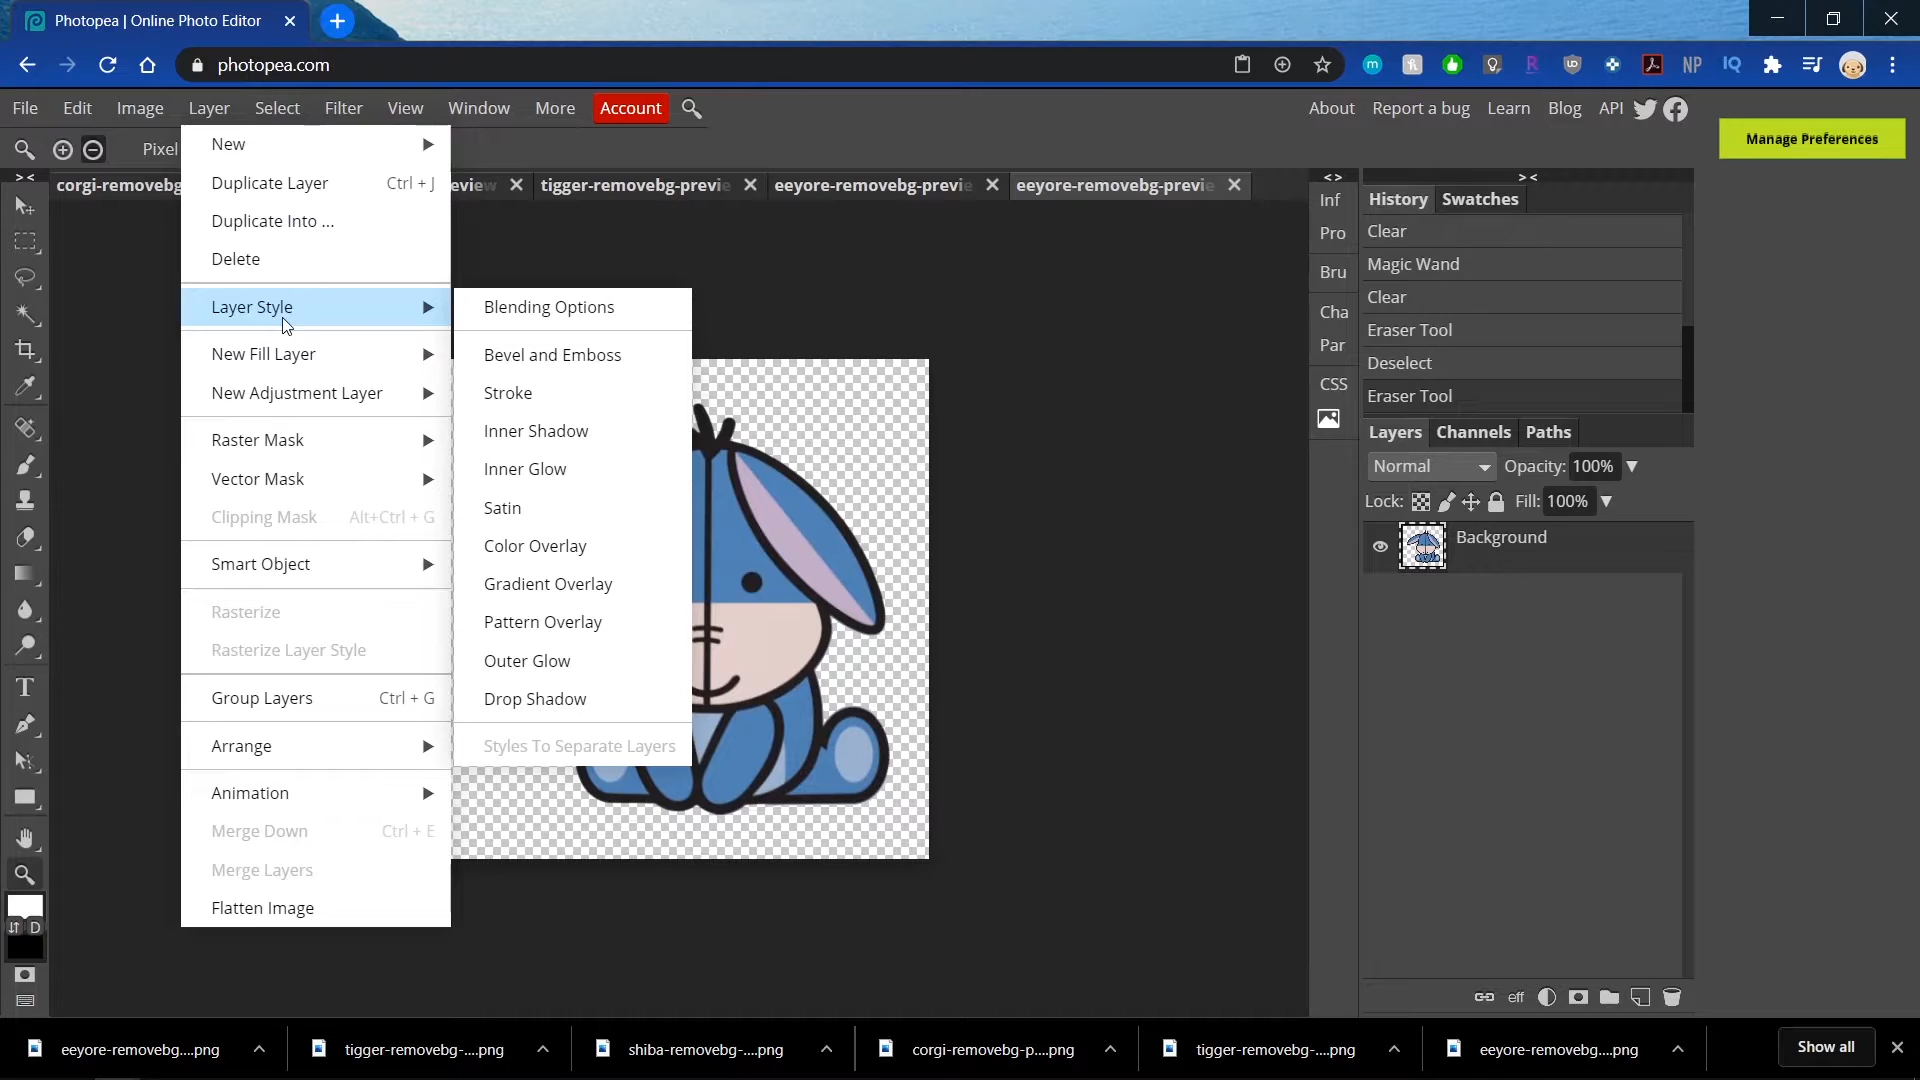 Photopea | Online Photo Editor
photopea.com
File Edit Image Layer Select Filter View Window More Account
About Report a bug Learn Blog API
Manage Preferences
Pixel
corgi-removebg
eview
tigger-removebg-previe
eeyore-removebg-previe
eeyore-removebg-previe
New
Duplicate Layer Ctrl + J
Duplicate Into ...
Delete
Layer Style
New Fill Layer
New Adjustment Layer
Raster Mask
Vector Mask
Clipping Mask Alt+Ctrl + G
Smart Object
Rasterize
Rasterize Layer Style
Group Layers Ctrl + G
Arrange
Animation
Merge Down Ctrl + E
Merge Layers
Flatten Image
Blending Options
Bevel and Emboss
Stroke
Inner Shadow
Inner Glow
Satin
Color Overlay
Gradient Overlay
Pattern Overlay
Outer Glow
Drop Shadow
Styles To Separate Layers
Inf
Pro
Bru
Cha
Par
CSS
History Swatches
Clear
Magic Wand
Clear
Eraser Tool
Deselect
Eraser Tool
Layers Channels Paths
Normal Opacity: 100%
Lock: Fill: 100%
Background
eff
D
eeyore-removebg....png
tigger-removebg-....png
shiba-removebg-....png
corgi-removebg-p....png
tigger-removebg-....png
eeyore-removebg....png
Show all